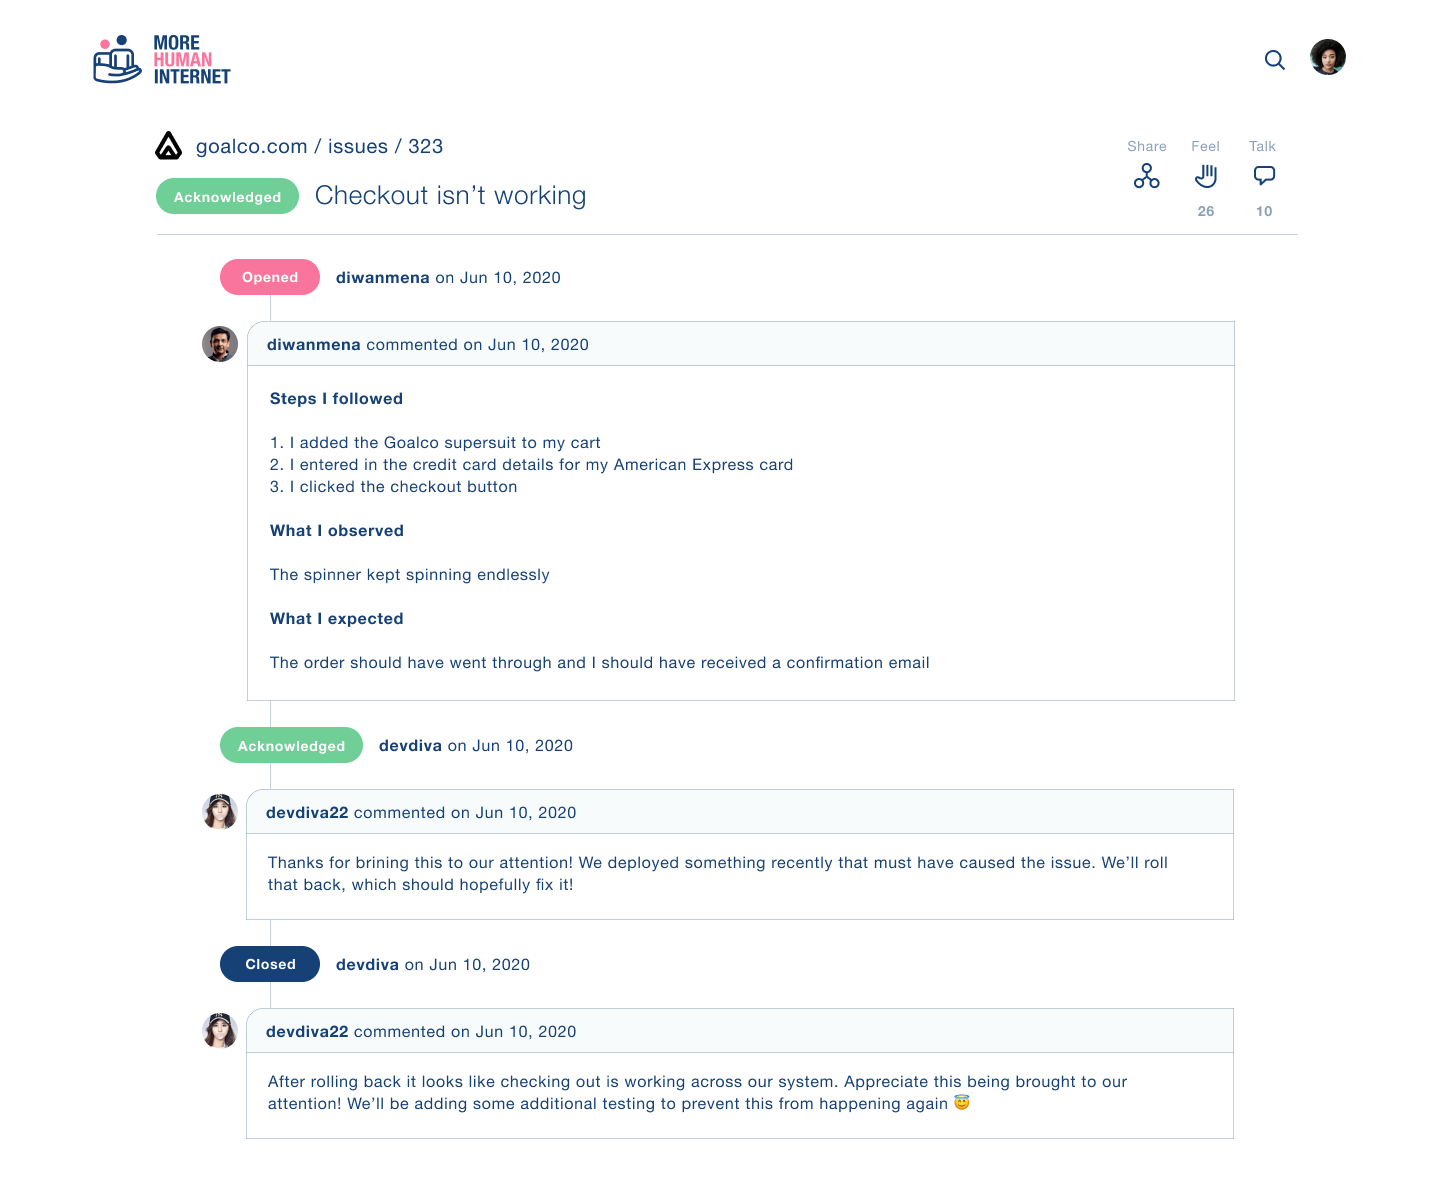 MORE
HUMAN
INTERNET
goalco.com / issues / 323
Share Feel Talk
Acknowledged Checkout isn’t working
26 10
Opened diwanmena on Jun 10, 2020
diwanmena commented on Jun 10, 2020
Steps I followed
1. I added the Goalco supersuit to my cart
2. I entered in the credit card details for my American Express card
3. I clicked the checkout button
What I observed
The spinner kept spinning endlessly
What I expected
The order should have went through and I should have received a confirmation email
Acknowledged devdiva on Jun 10, 2020
devdiva22 commented on Jun 10, 2020
Thanks for brining this to our attention! We deployed something recently that must have caused the issue. We’ll roll
that back, which should hopefully fix it!
Closed devdiva on Jun 10, 2020
devdiva22 commented on Jun 10, 2020
After rolling back it looks like checking out is working across our system. Appreciate this being brought to our
attention! We’ll be adding some additional testing to prevent this from happening again 😇